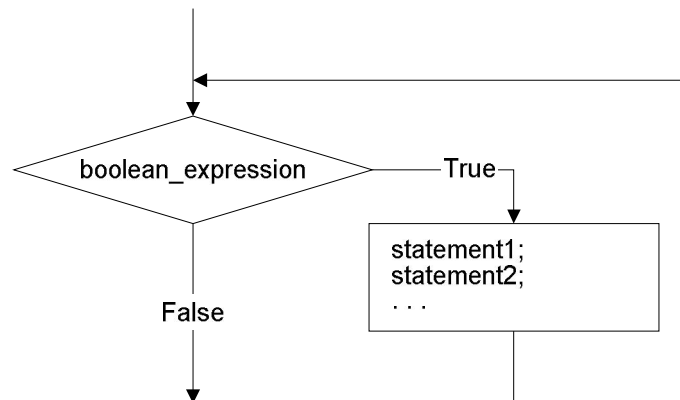 boolean_expression
True
statement1;
statement2;
. . .
False